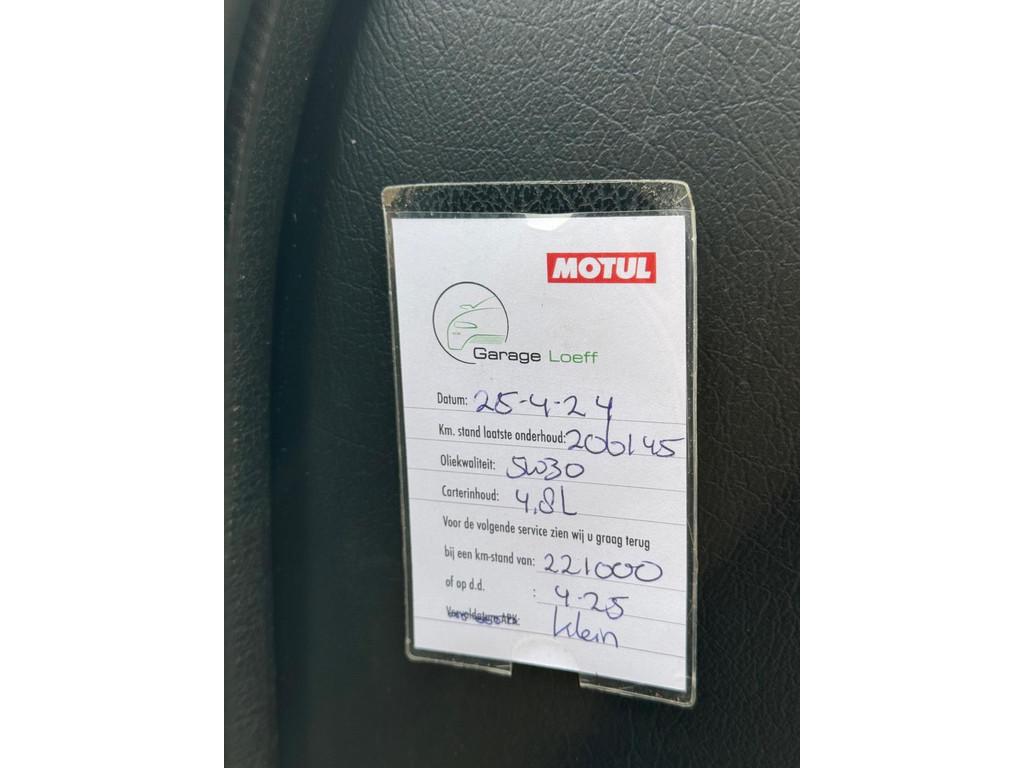 MOTUL
Garage Loeff
Datum: 25-4-24
Km. stand laatste onderhoud: 206145
Oliekwaliteit: 5W30
Carterinhoud: 4,8L
Voor de volgende service zien wij u graag terug
bij een km-stand van: 221000
of op d.d. : 4-25
Klein